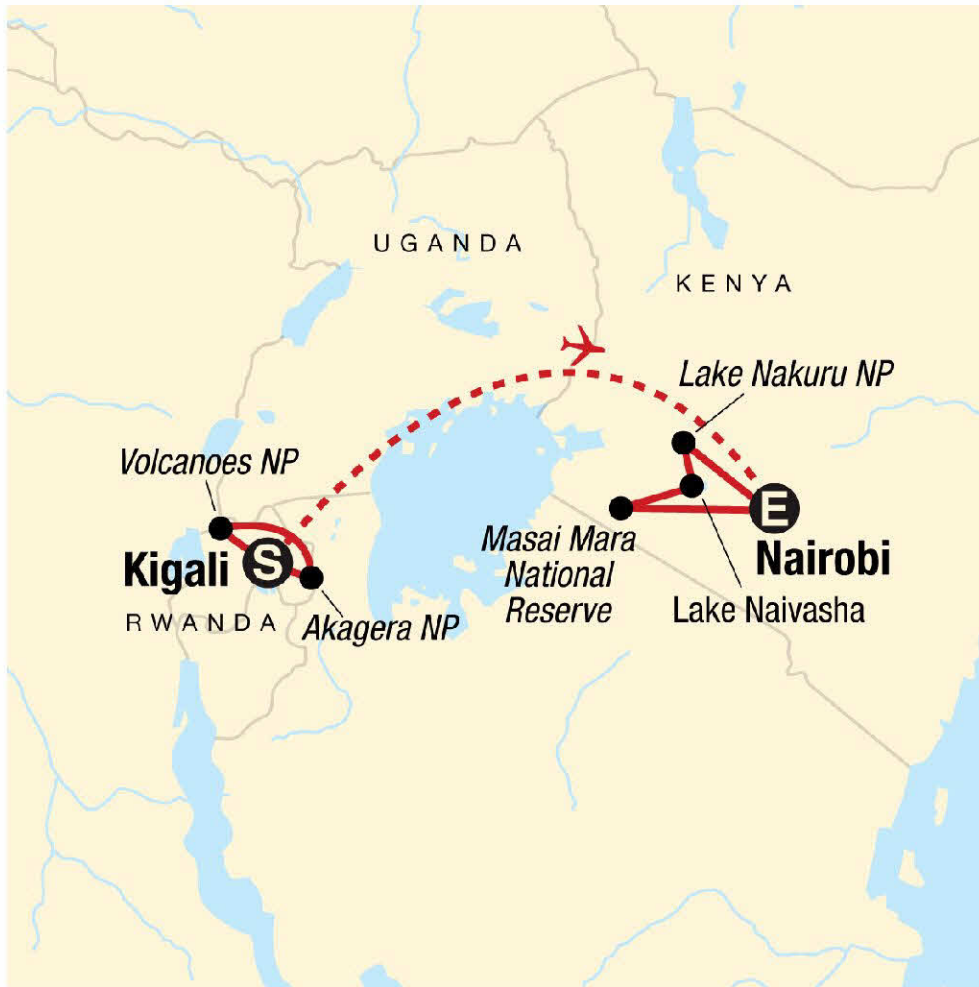 UGANDA
KENYA
Lake Nakuru NP
Volcanoes NP
Kigali
S
E
Masai Mara
National
Reserve
Nairobi
Lake Naivasha
RWANDA
Akagera NP